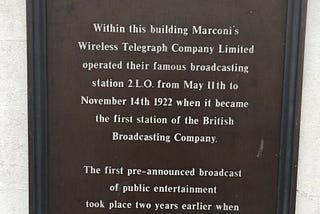 Within this building Marconi's
Wireless Telegraph Company Limited
operated their famous broadcasting
station 2.L.O. from May 11th to
November 14th 1922 when it became
the first station of the British
Broadcasting Company.
The first pre-announced broadcast
of public entertainment
took place two years earlier when